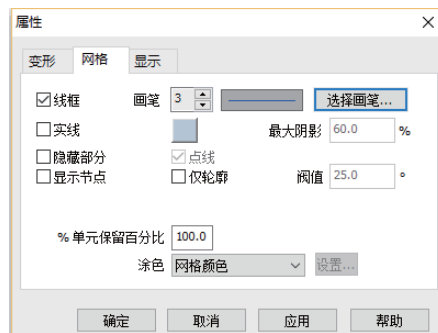 属性
变形 网格 显示
线框 画笔 3 选择画笔...
实线 最大阴影 60.0 %
隐藏部分 点线
显示节点 仅轮廓 阀值 25.0 °
% 单元保留百分比 100.0
涂色 网格颜色 设置...
确定 取消 应用 帮助